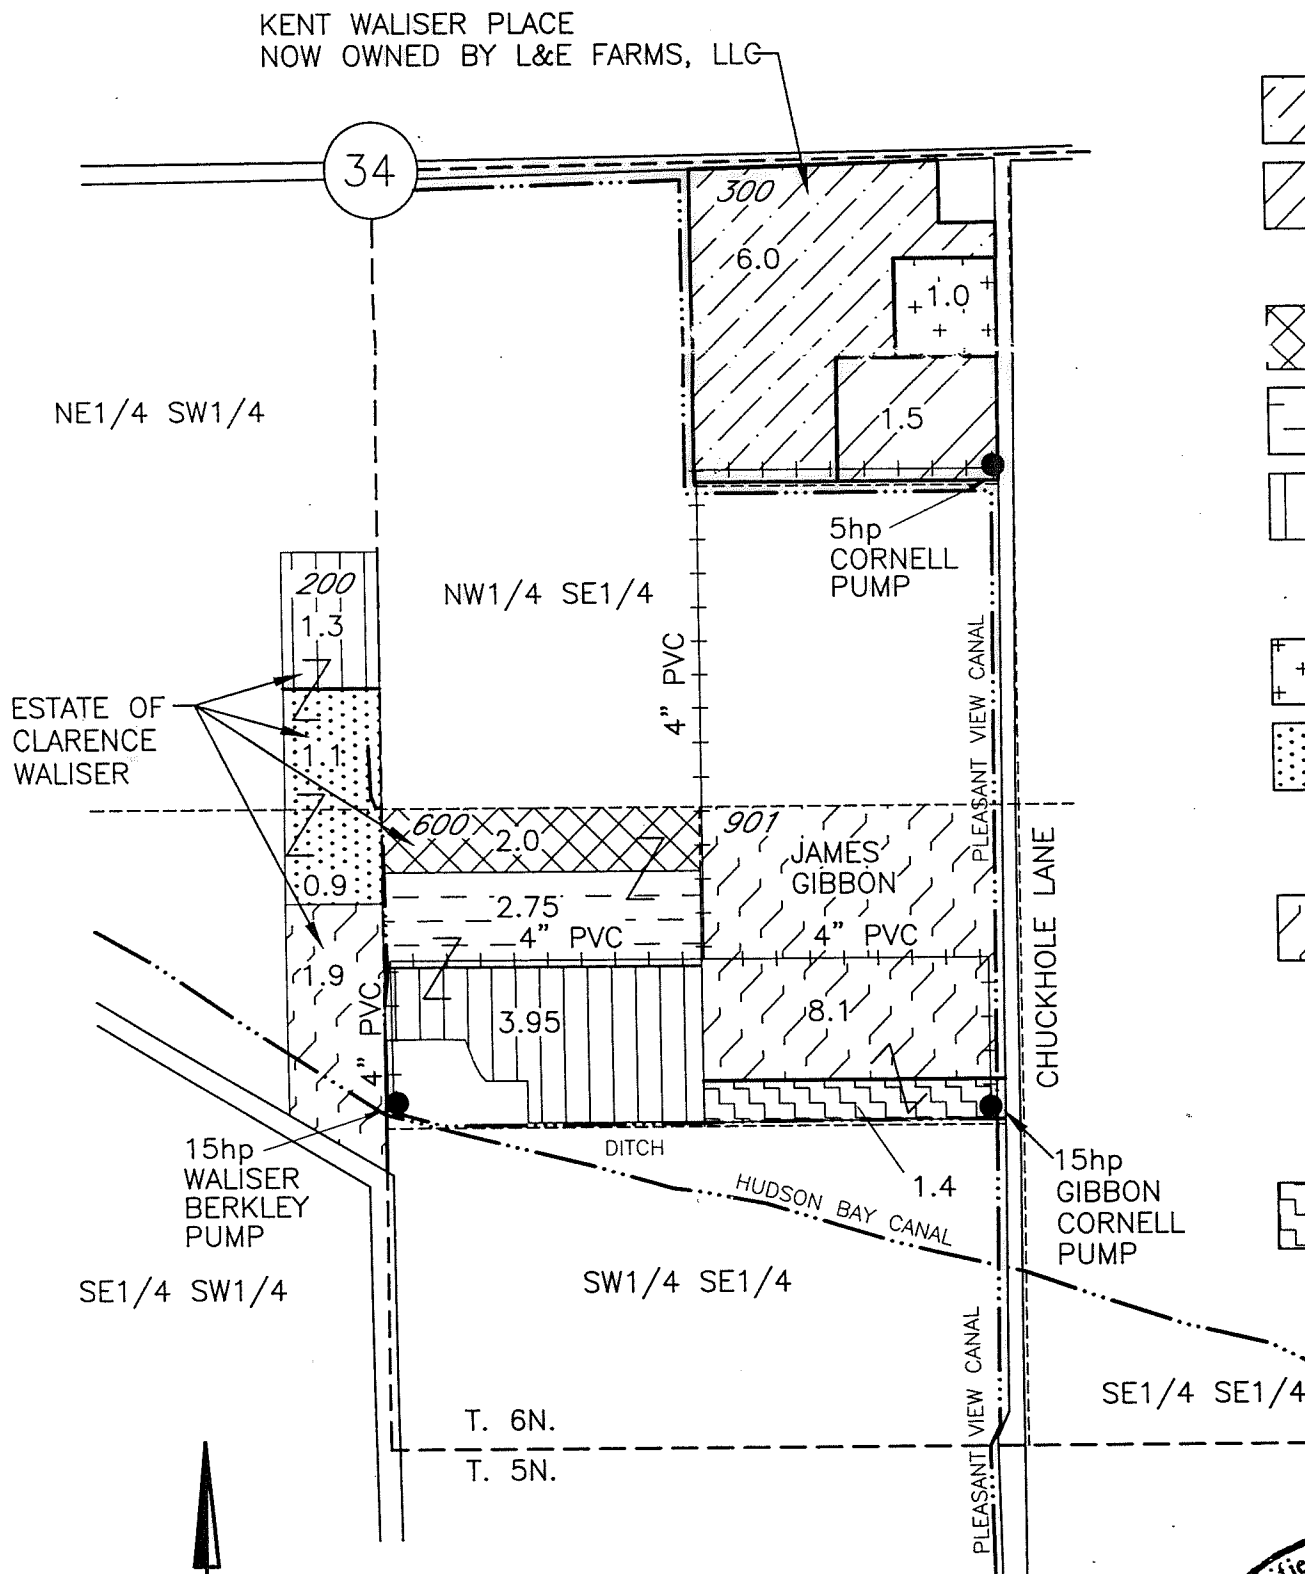 KENT WALISER PLACE
NOW OWNED BY L&E FARMS, LLC
34
300
6.0
1.0
1.5
NE1/4 SW1/4
5hp
CORNELL
PUMP
200
1.3
NW1/4 SE1/4
4" PVC
PLEASANT VIEW CANAL
ESTATE OF
CLARENCE
WALISER
1.1
600
2.0
901
JAMES
GIBBON
0.9
2.75
4" PVC
4" PVC
CHUCKHOLE LANE
1.9
4" PVC
3.95
8.1
15hp
WALISER
BERKLEY
PUMP
DITCH
HUDSON BAY CANAL
1.4
15hp
GIBBON
CORNELL
PUMP
SE1/4 SW1/4
SW1/4 SE1/4
PLEASANT VIEW CANAL
SE1/4 SE1/4
T. 6N.
T. 5N.